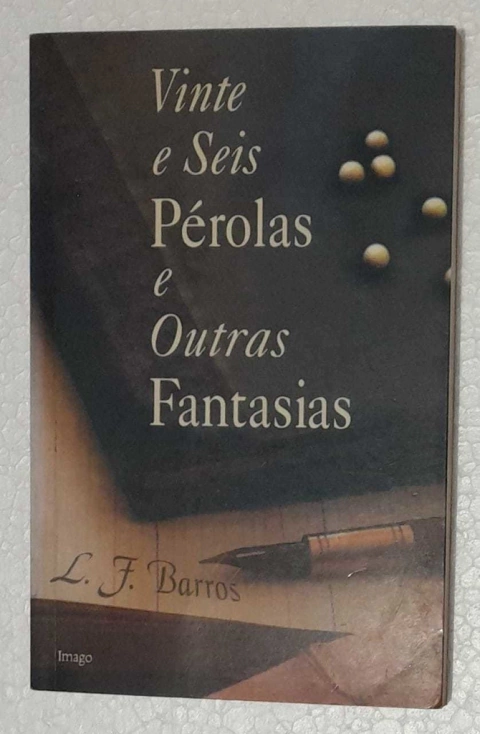 Vinte
e Seis
Pérolas
e
Outras
Fantasias
L. F. Barros
Imago